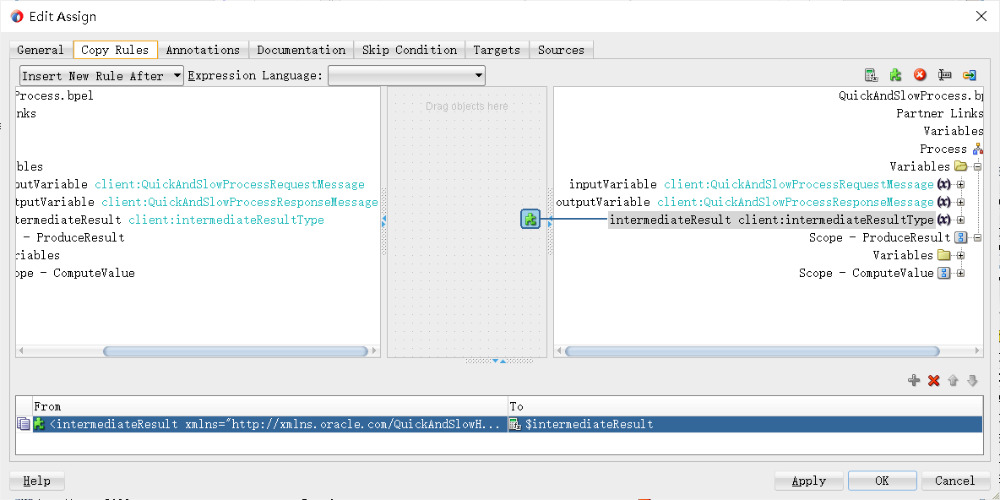 Edit Assign
General Copy Rules Annotations Documentation Skip Condition Targets Sources
Insert New Rule After Expression Language:
Process.bpel
nks
bles
putVariable client:QuickAndSlowProcessRequestMessage
tputVariable client:QuickAndSlowProcessResponseMessage
termediateResult client:intermediateResultType
- ProduceResult
riables
ope - ComputeValue
Drag objects here
QuickAndSlowProcess.bp
Partner Links
Variables
Process
Variables
inputVariable client:QuickAndSlowProcessRequestMessage (x)
outputVariable client:QuickAndSlowProcessResponseMessage (x)
intermediateResult client:intermediateResultType (x)
Scope - ProduceResult
Variables
Scope - ComputeValue
From To
<intermediateResult xmlns="http://xmlns.oracle.com/QuickAndSlowH... $intermediateResult
Help Apply OK Cancel